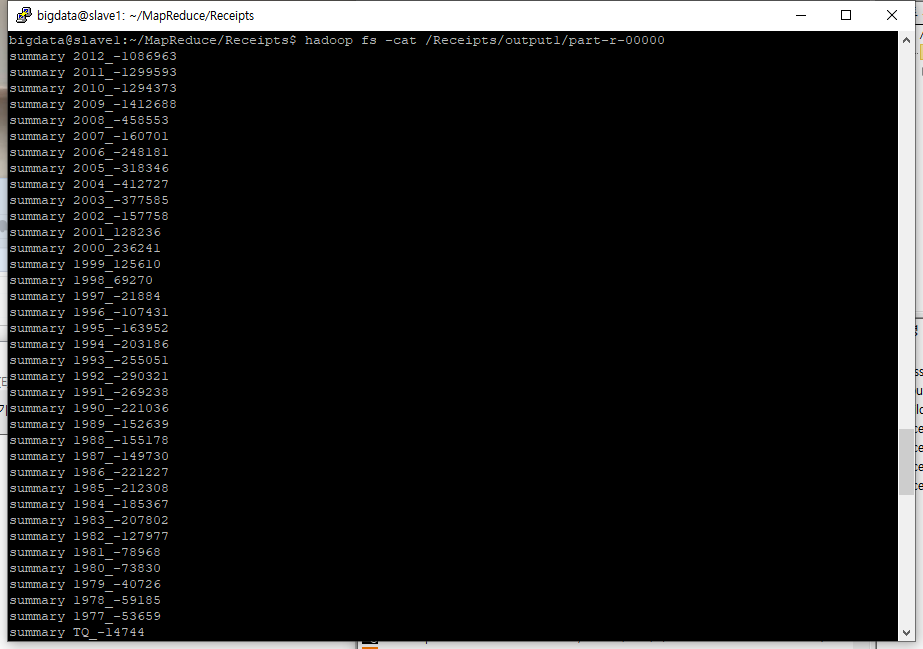 bigdata@slave1: ~/MapReduce/Receipts
bigdata@slave1:~/MapReduce/Receipts$ hadoop fs -cat /Receipts/output1/part-r-00000
summary 2012_-1086963
summary 2011_-1299593
summary 2010_-1294373
summary 2009_-1412688
summary 2008_-458553
summary 2007_-160701
summary 2006_-248181
summary 2005_-318346
summary 2004_-412727
summary 2003_-377585
summary 2002_-157758
summary 2001_128236
summary 2000_236241
summary 1999_125610
summary 1998_69270
summary 1997_-21884
summary 1996_-107431
summary 1995_-163952
summary 1994_-203186
summary 1993_-255051
summary 1992_-290321
summary 1991_-269238
summary 1990_-221036
summary 1989_-152639
summary 1988_-155178
summary 1987_-149730
summary 1986_-221227
summary 1985_-212308
summary 1984_-185367
summary 1983_-207802
summary 1982_-127977
summary 1981_-78968
summary 1980_-73830
summary 1979_-40726
summary 1978_-59185
summary 1977_-53659
summary TQ_-14744